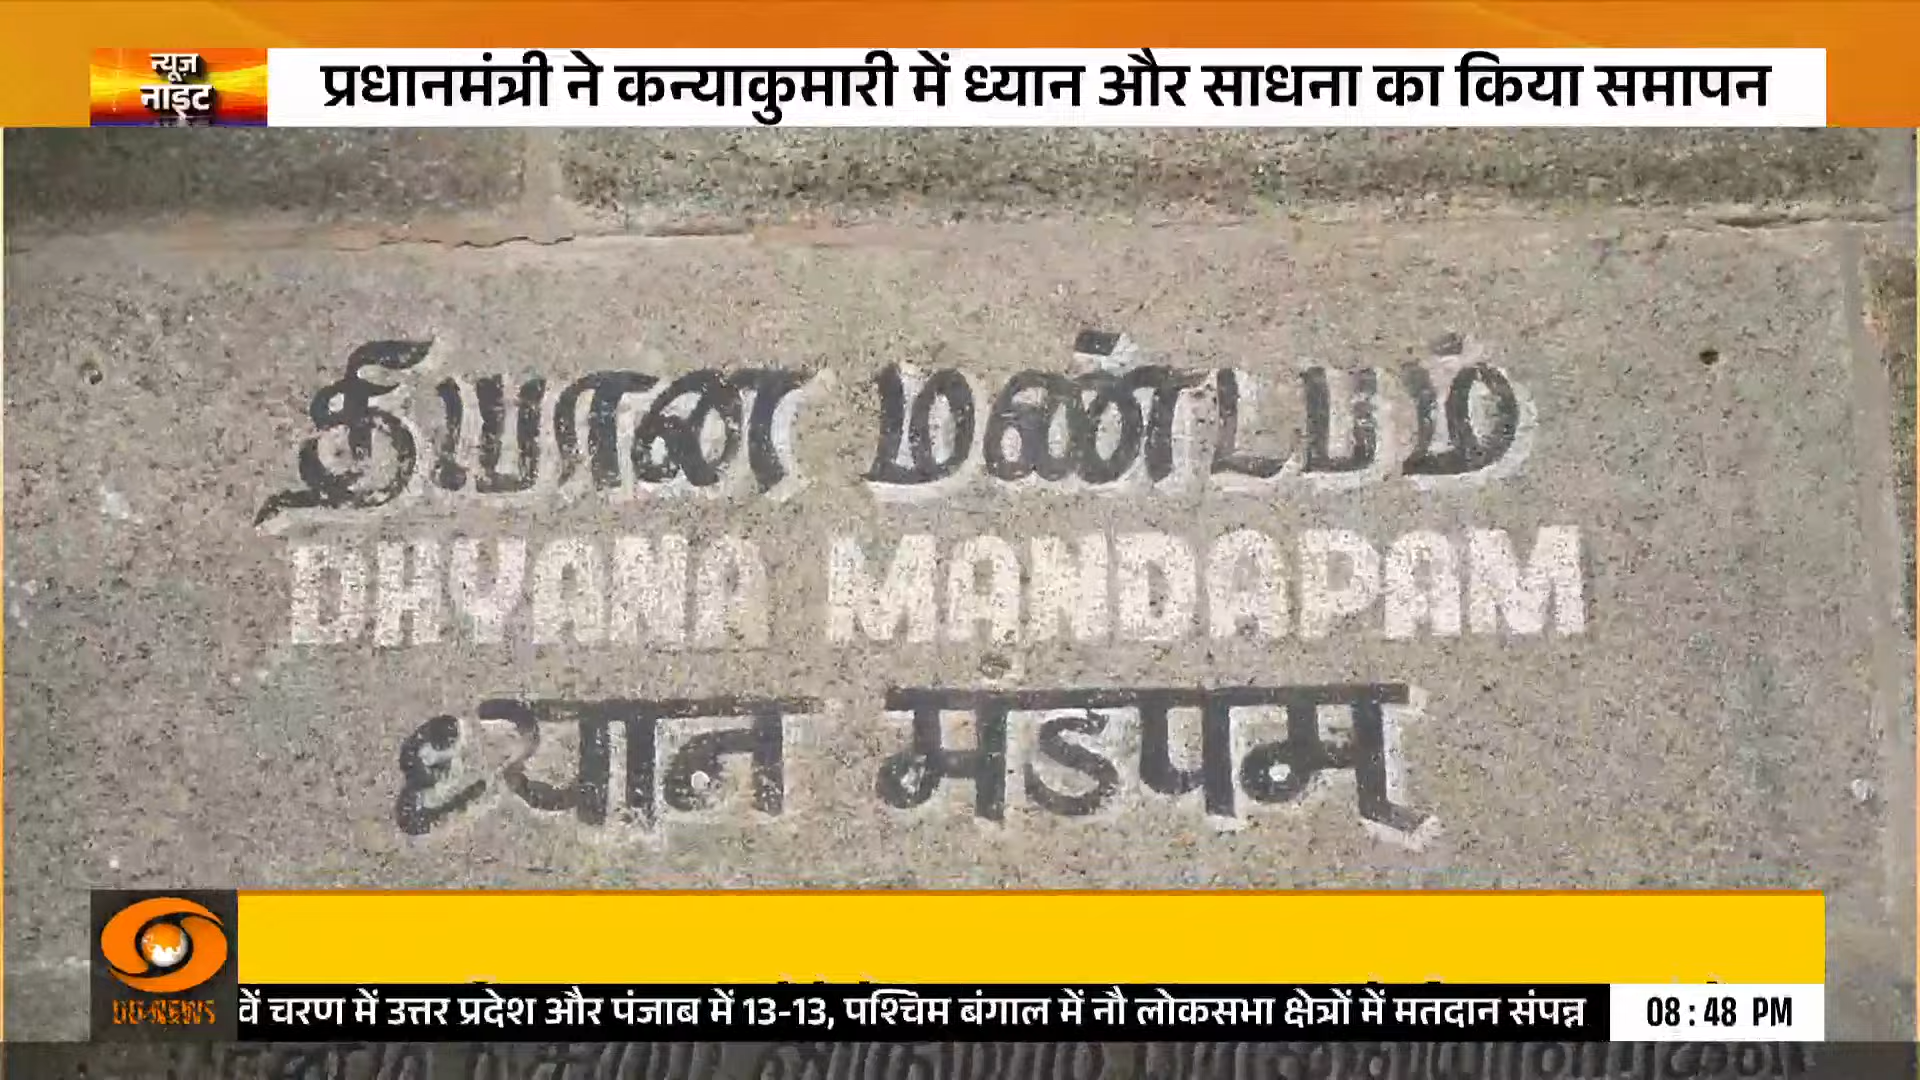 न्यूज़
नाइट
प्रधानमंत्री ने कन्याकुमारी में ध्यान और साधना का किया समापन
தியான மண்டபம்
DHYANA MANDAPAM
ध्यान मंडपम्
DD NEWS
वें चरण में उत्तर प्रदेश और पंजाब में 13-13, पश्चिम बंगाल में नौ लोकसभा क्षेत्रों में मतदान संपन्न
08:48 PM